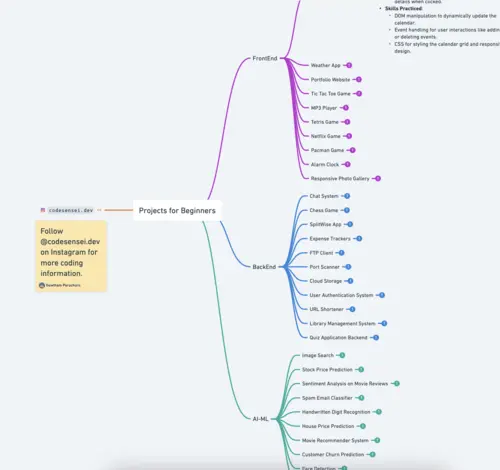 details when clicked
Skills Practiced:
DOM manipulation to dynamically update the
calendar.
Event handling for user interactions like adding
or deleting events.
CSS for styling the calendar grid and responsive
design.
FrontEnd
Weather App
Portfolio Website
Tic Tac Toe Game
MP3 Player
Tetris Game
Netflix Game
Pacman Game
Alarm Clock
Responsive Photo Gallery
codesensei.dev
Projects for Beginners
Follow
@codesensei.dev
on Instagram for
more coding
information.
Chat System
Chess Game
SplitWise App
Expense Trackers
FTP Client
BackEnd
Port Scanner
Cloud Storage
User Authentication System
URL Shortener
Library Management System
Quiz Application Backend
Image Search
Stock Price Prediction
Sentiment Analysis on Movie Reviews
Spam Email Classifier
Handwritten Digit Recognition
AI-ML
House Price Prediction
Movie Recommender System
Customer Churn Prediction
Face Detection